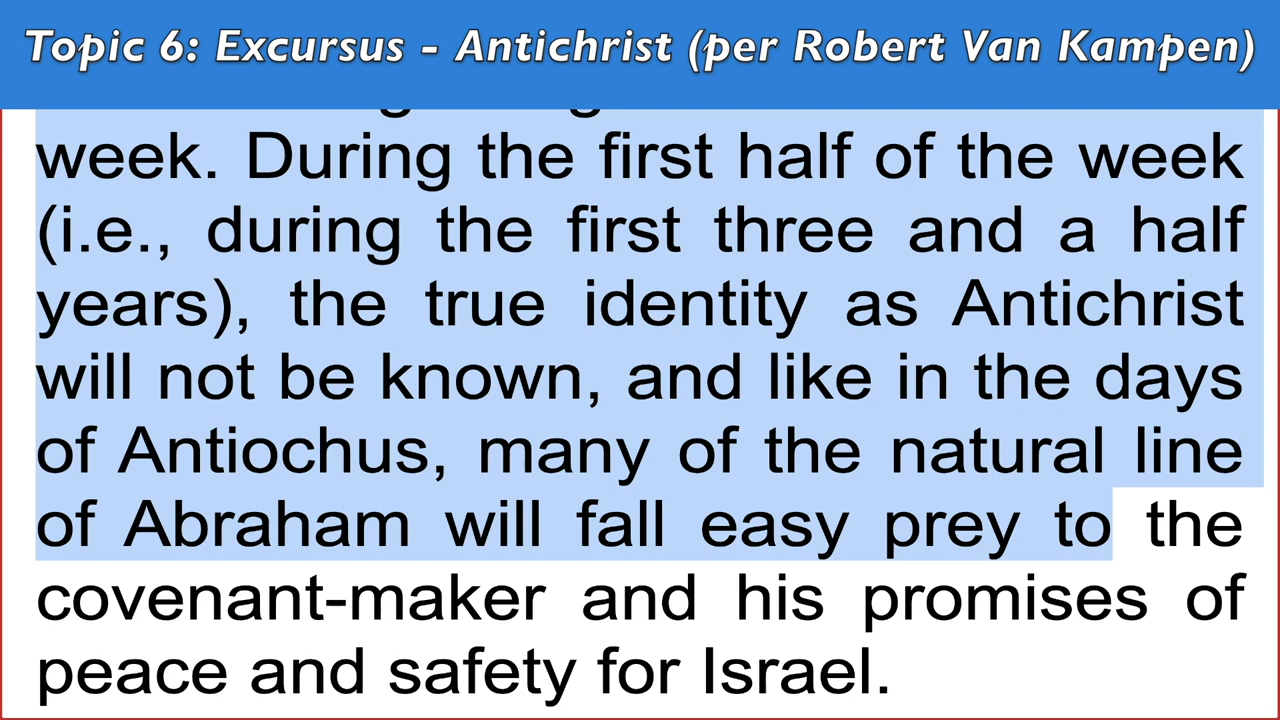 Topic 6: Excursus - Antichrist (per Robert Van Kampen)
week. During the first half of the week
(i.e., during the first three and a half
years), the true identity as Antichrist
will not be known, and like in the days
of Antiochus, many of the natural line
of Abraham will fall easy prey to the
covenant-maker and his promises of
peace and safety for Israel.